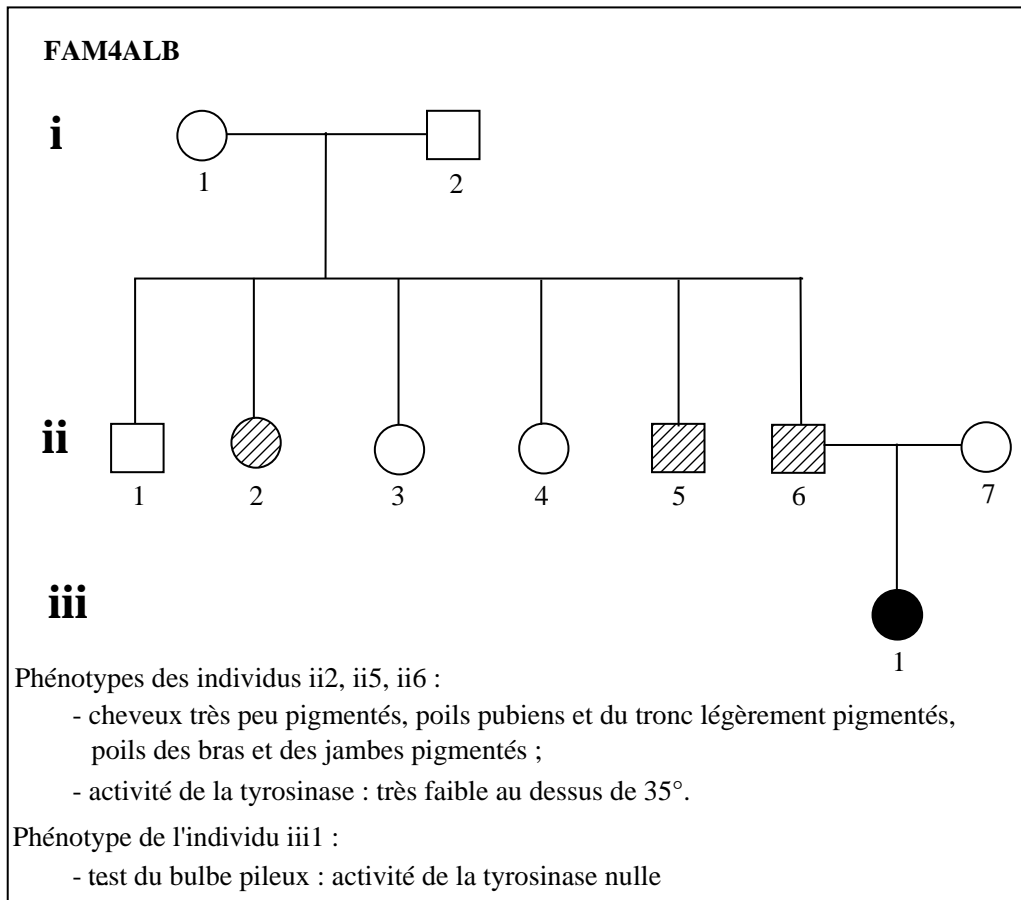 FAM4ALB
i
1
2
ii
1
2
3
4
5
6
7
iii
1
Phénotypes des individus ii2, ii5, ii6 :
- cheveux très peu pigmentés, poils pubiens et du tronc légèrement pigmentés,
poils des bras et des jambes pigmentés ;
- activité de la tyrosinase : très faible au dessus de 35°.
Phénotype de l'individu iii1 :
- test du bulbe pileux : activité de la tyrosinase nulle